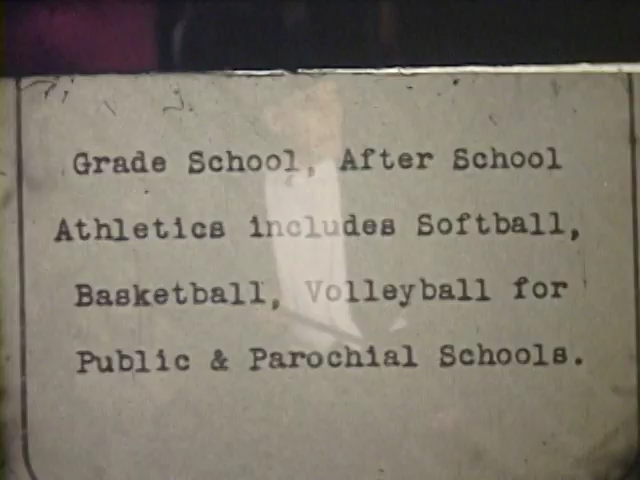 Grade School, After School
Athletics includes Softball,
Basketball, Volleyball for
Public & Parochial Schools.